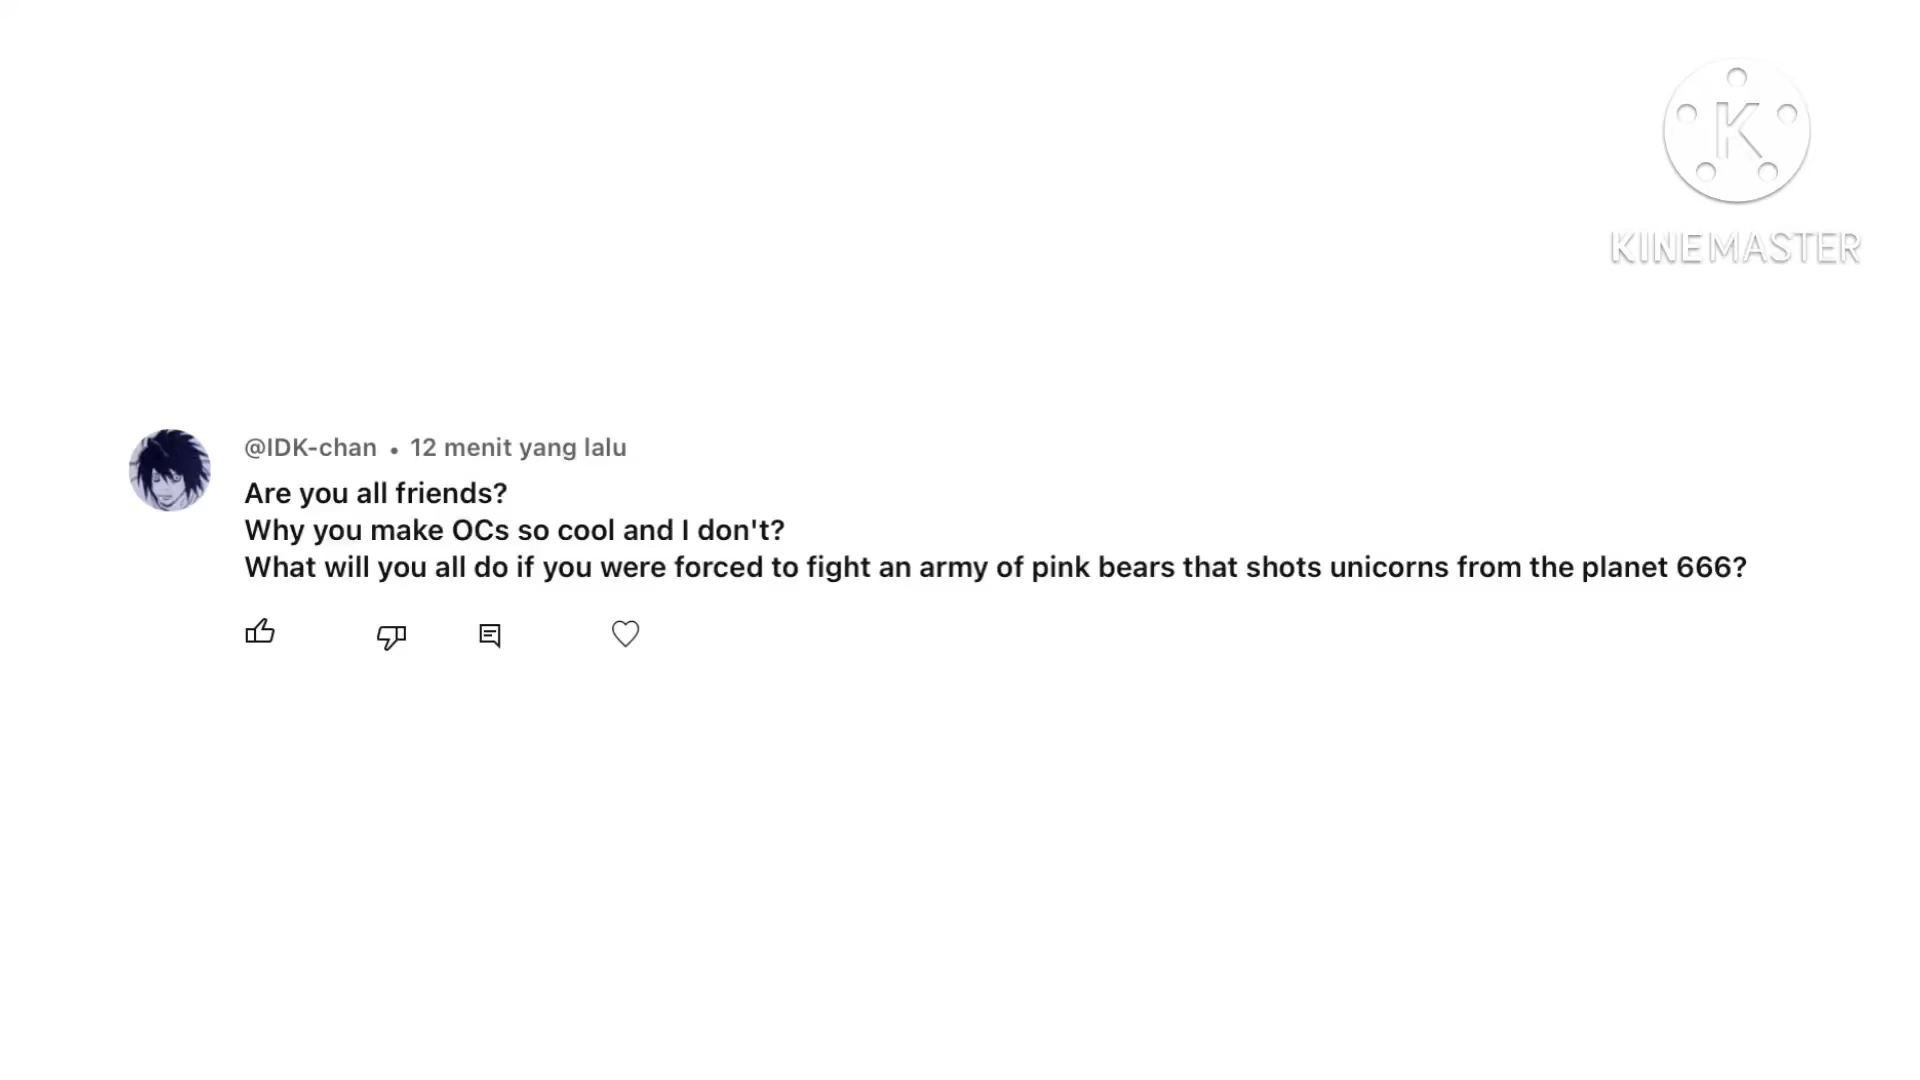 K
KINEMASTER
@IDK-chan • 12 menit yang lalu
Are you all friends?
Why you make OCs so cool and I don't?
What will you all do if you were forced to fight an army of pink bears that shots unicorns from the planet 666?